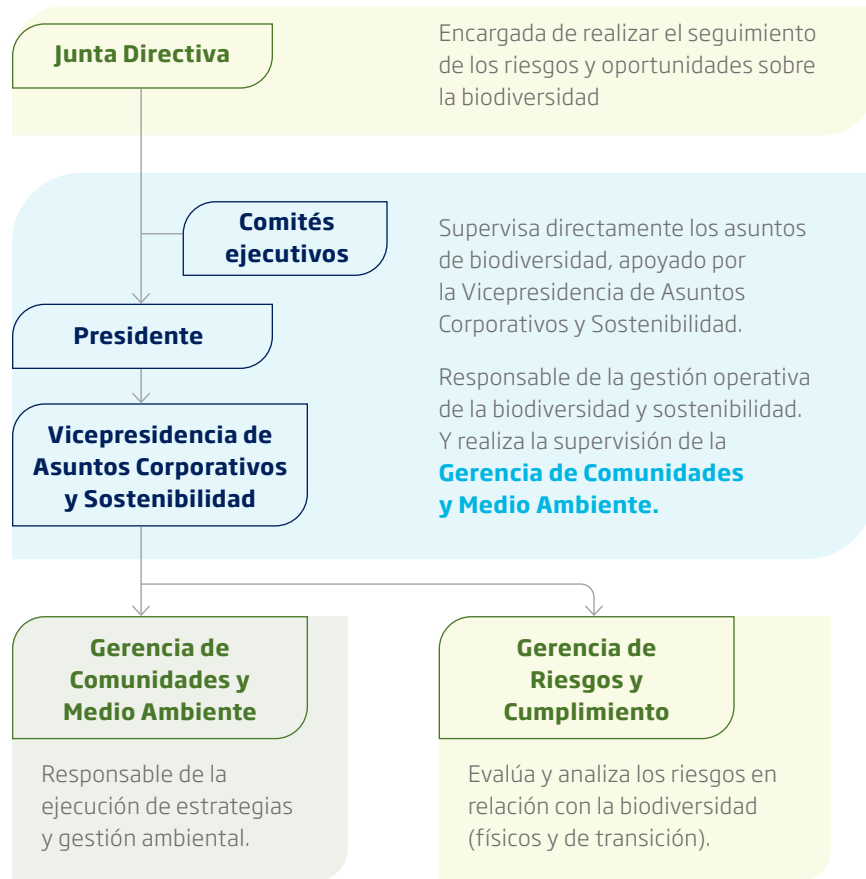 Junta Directiva
Encargada de realizar el seguimiento
de los riesgos y oportunidades sobre
la biodiversidad
Comités
ejecutivos
Presidente
Supervisa directamente los asuntos
de biodiversidad, apoyado por
la Vicepresidencia de Asuntos
Corporativos y Sostenibilidad.
Vicepresidencia de
Asuntos Corporativos
y Sostenibilidad
Responsable de la gestión operativa
de la biodiversidad y sostenibilidad.
Y realiza la supervisión de la
Gerencia de Comunidades
y Medio Ambiente.
Gerencia de
Comunidades y
Medio Ambiente
Responsable de la
ejecución de estrategias
y gestión ambiental.
Gerencia de
Riesgos y
Cumplimiento
Evalúa y analiza los riesgos en
relación con la biodiversidad
(físicos y de transición).